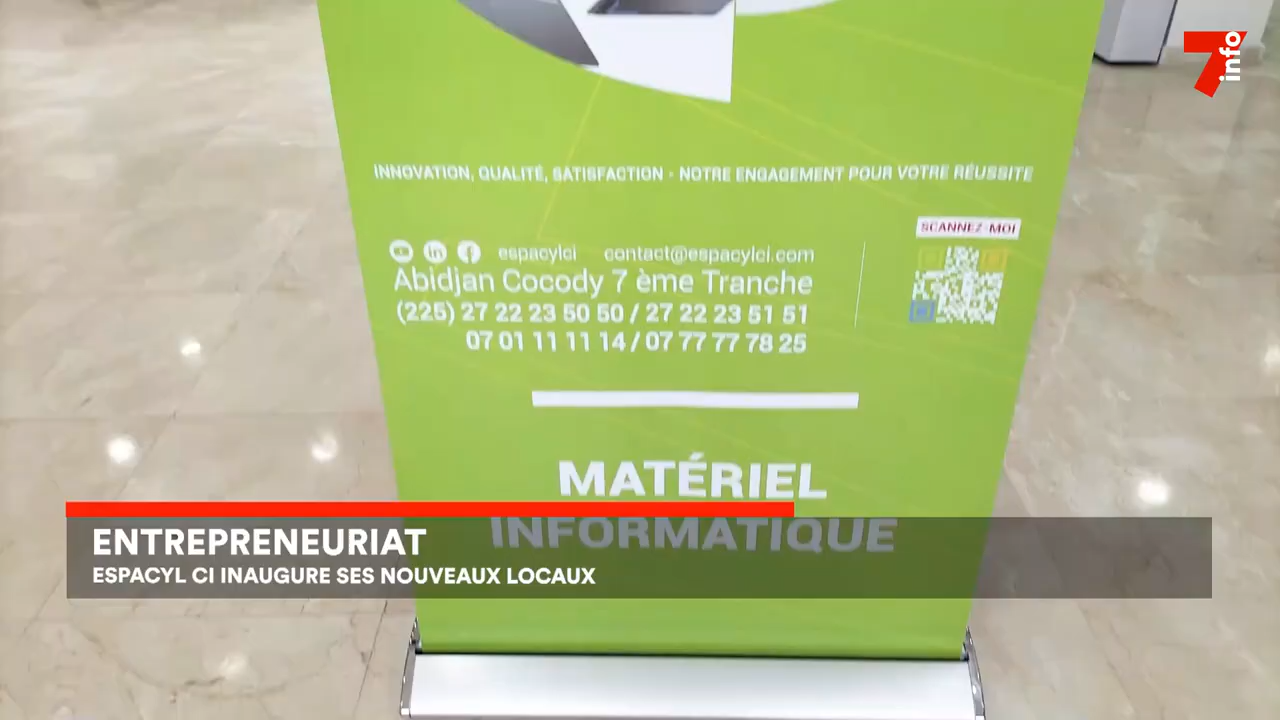 7 info
INNOVATION, QUALITÉ, SATISFACTION - NOTRE ENGAGEMENT POUR VOTRE RÉUSSITE
SCANNEZ-MOI
espacylci contact@espacylci.com
Abidjan Cocody 7 ème Tranche
(225) 27 22 23 50 50 / 27 22 23 51 51
07 01 11 11 14 / 07 77 77 78 25
MATÉRIEL
INFORMATIQUE
ENTREPRENEURIAT
ESPACYL CI INAUGURE SES NOUVEAUX LOCAUX